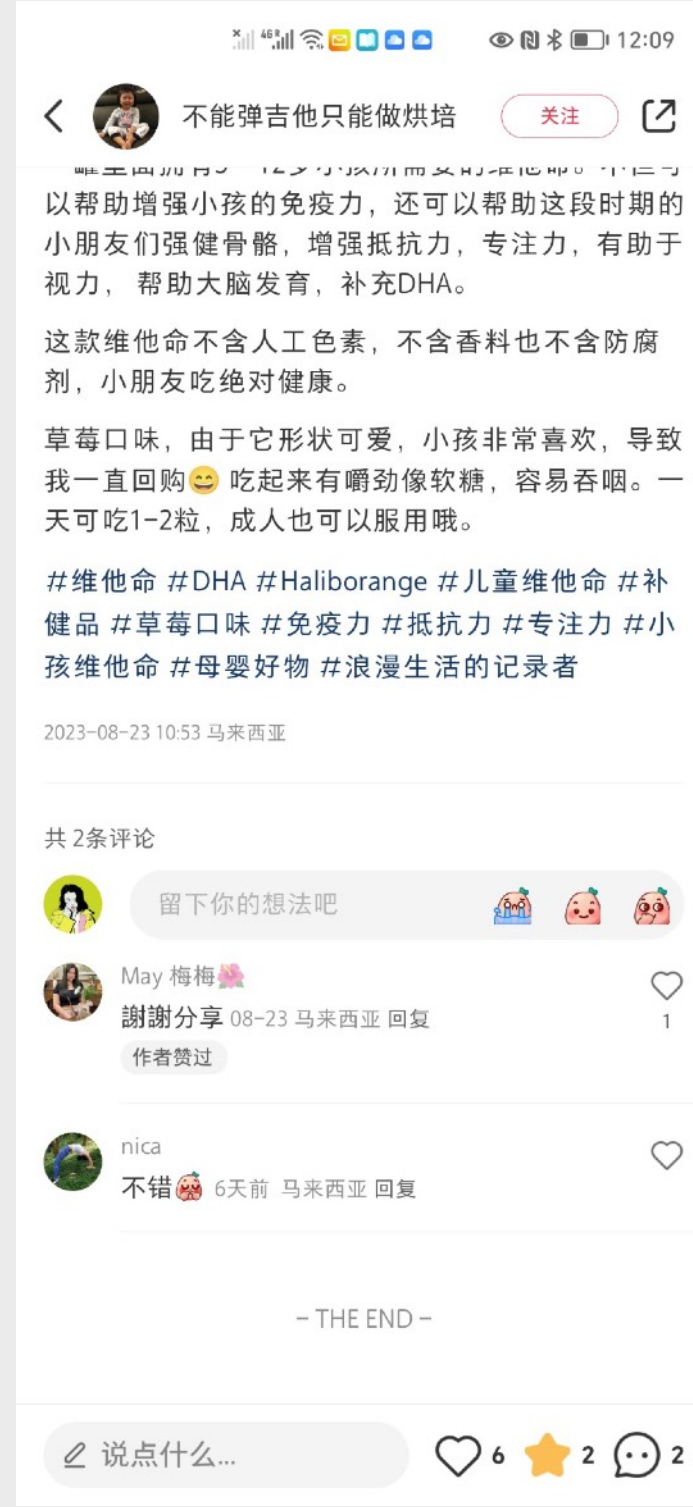 4G 12:09
不能弹吉他只能做烘培 关注
以帮助增强小孩的免疫力，还可以帮助这段时期的
小朋友们强健骨骼，增强抵抗力，专注力，有助于
视力， 帮助大脑发育，补充DHA。
这款维他命不含人工色素，不含香料也不含防腐
剂，小朋友吃绝对健康。
草莓口味，由于它形状可爱，小孩非常喜欢，导致
我一直回购😄 吃起来有嚼劲像软糖，容易吞咽。一
天可吃1-2粒，成人也可以服用哦。
#维他命 #DHA #Haliborange #儿童维他命 #补
健品 #草莓口味 #免疫力 #抵抗力 #专注力 #小
孩维他命 #母婴好物 #浪漫生活的记录者
2023-08-23 10:53 马来西亚
共 2条评论
留下你的想法吧
May 梅梅🌺
謝謝分享 08-23 马来西亚 回复
1
作者赞过
nica
不错 6天前 马来西亚 回复
- THE END -
说点什么... 6 2 2